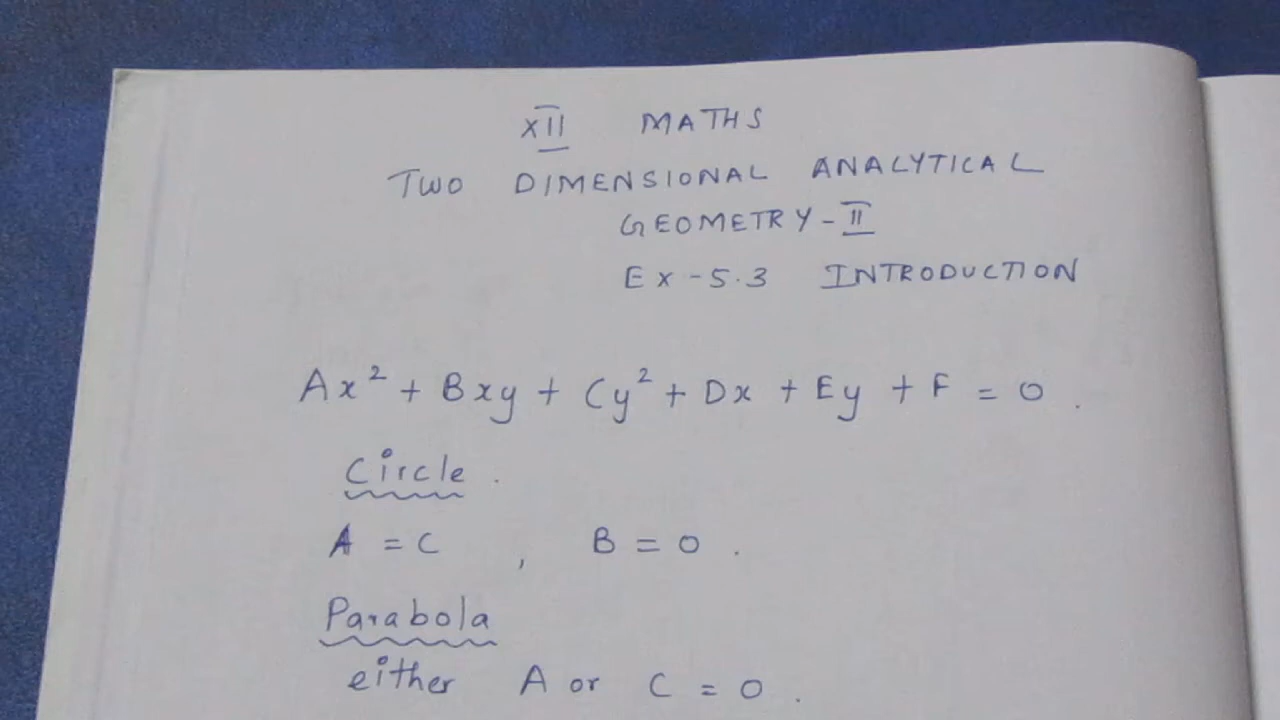 XII MATHS
TWO DIMENSIONAL ANALYTICAL
GEOMETRY - II
Ex - 5.3 INTRODUCTION
Ax² + Bxy + Cy² + Dx + Ey + F = 0.
Circle.
A = C, B = 0.
Parabola
either A or C = 0.